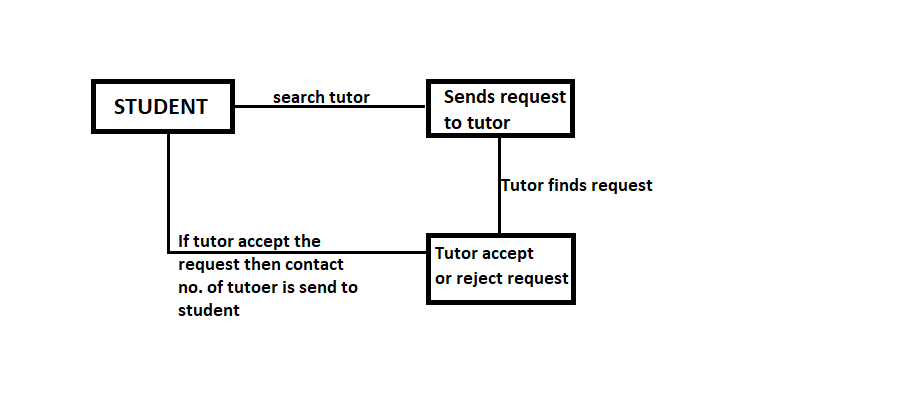 STUDENT
search tutor
Sends request
to tutor
Tutor finds request
Tutor accept
or reject request
If tutor accept the
request then contact
no. of tutoer is send to
student